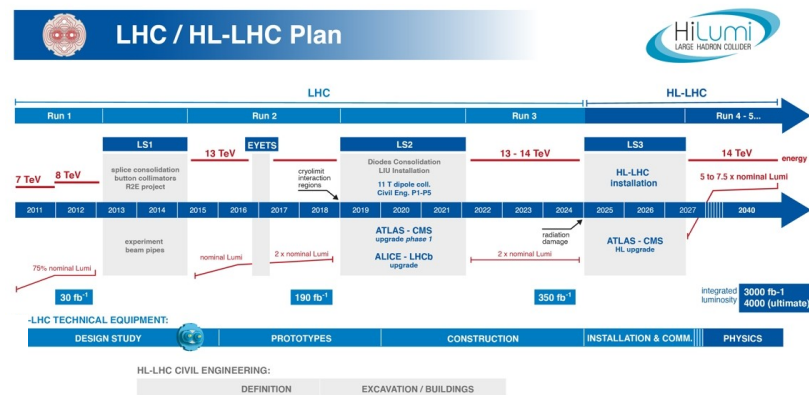 LHC / HL-LHC Plan
HiLumi
LARGE HADRON COLLIDER
LHC
HL-LHC
Run 1
Run 2
Run 3
Run 4 - 5...
LS1
EYETS
LS2
LS3
13 TeV
13 - 14 TeV
14 TeV
energy
splice consolidation
button collimators
R2E project
Diodes Consolidation
LIU Installation
11 T dipole coll.
Civil Eng. P1-P5
cryolimit
interaction
regions
HL-LHC
installation
7 TeV
8 TeV
5 to 7.5 x nominal Lumi
2011 2012 2013 2014 2015 2016 2017 2018 2019 2020 2021 2022 2023 2024 2025 2026 2027 2040
experiment
beam pipes
ATLAS - CMS
upgrade phase 1
ALICE - LHCb
upgrade
radiation
damage
ATLAS - CMS
HL upgrade
75% nominal Lumi
nominal Lumi
2 x nominal Lumi
2 x nominal Lumi
30 fb-1
190 fb-1
350 fb-1
integrated
luminosity
3000 fb-1
4000 (ultimate)
-LHC TECHNICAL EQUIPMENT:
DESIGN STUDY
PROTOTYPES
CONSTRUCTION
INSTALLATION & COMM.
PHYSICS
HL-LHC CIVIL ENGINEERING:
DEFINITION
EXCAVATION / BUILDINGS